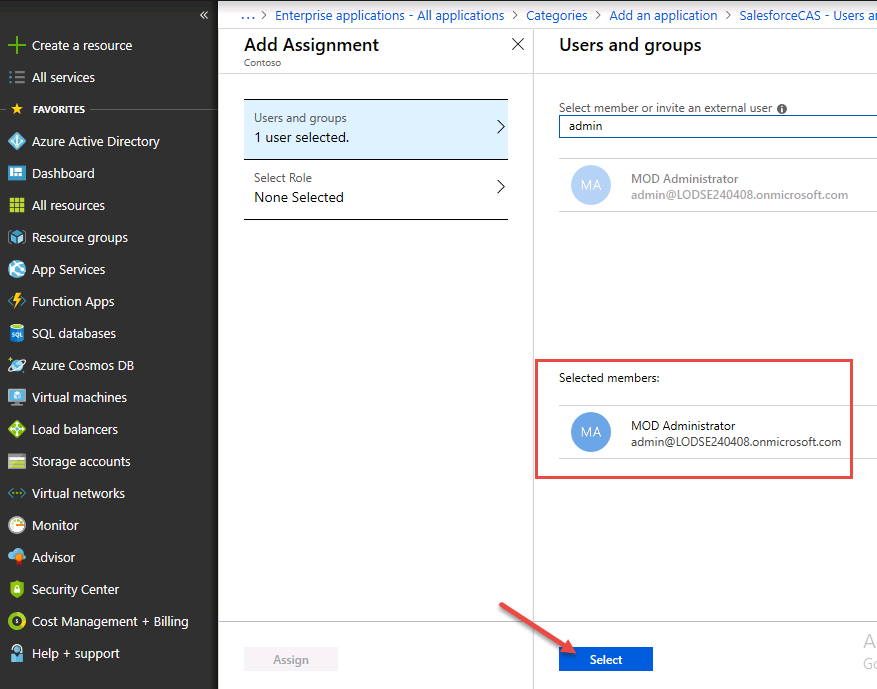 «
Create a resource
All services
FAVORITES
Azure Active Directory
Dashboard
All resources
Resource groups
App Services
Function Apps
SQL databases
Azure Cosmos DB
Virtual machines
Load balancers
Storage accounts
Virtual networks
Monitor
Advisor
Security Center
Cost Management + Billing
Help + support
... > Enterprise applications - All applications > Categories > Add an application > SalesforceCAS - Users
Add Assignment
Contoso
Users and groups
1 user selected.
Select Role
None Selected
Assign
Users and groups
Select member or invite an external user
admin
MA
MOD Administrator
admin@LODSE240408.onmicrosoft.com
Selected members:
MA
MOD Administrator
admin@LODSE240408.onmicrosoft.com
Select